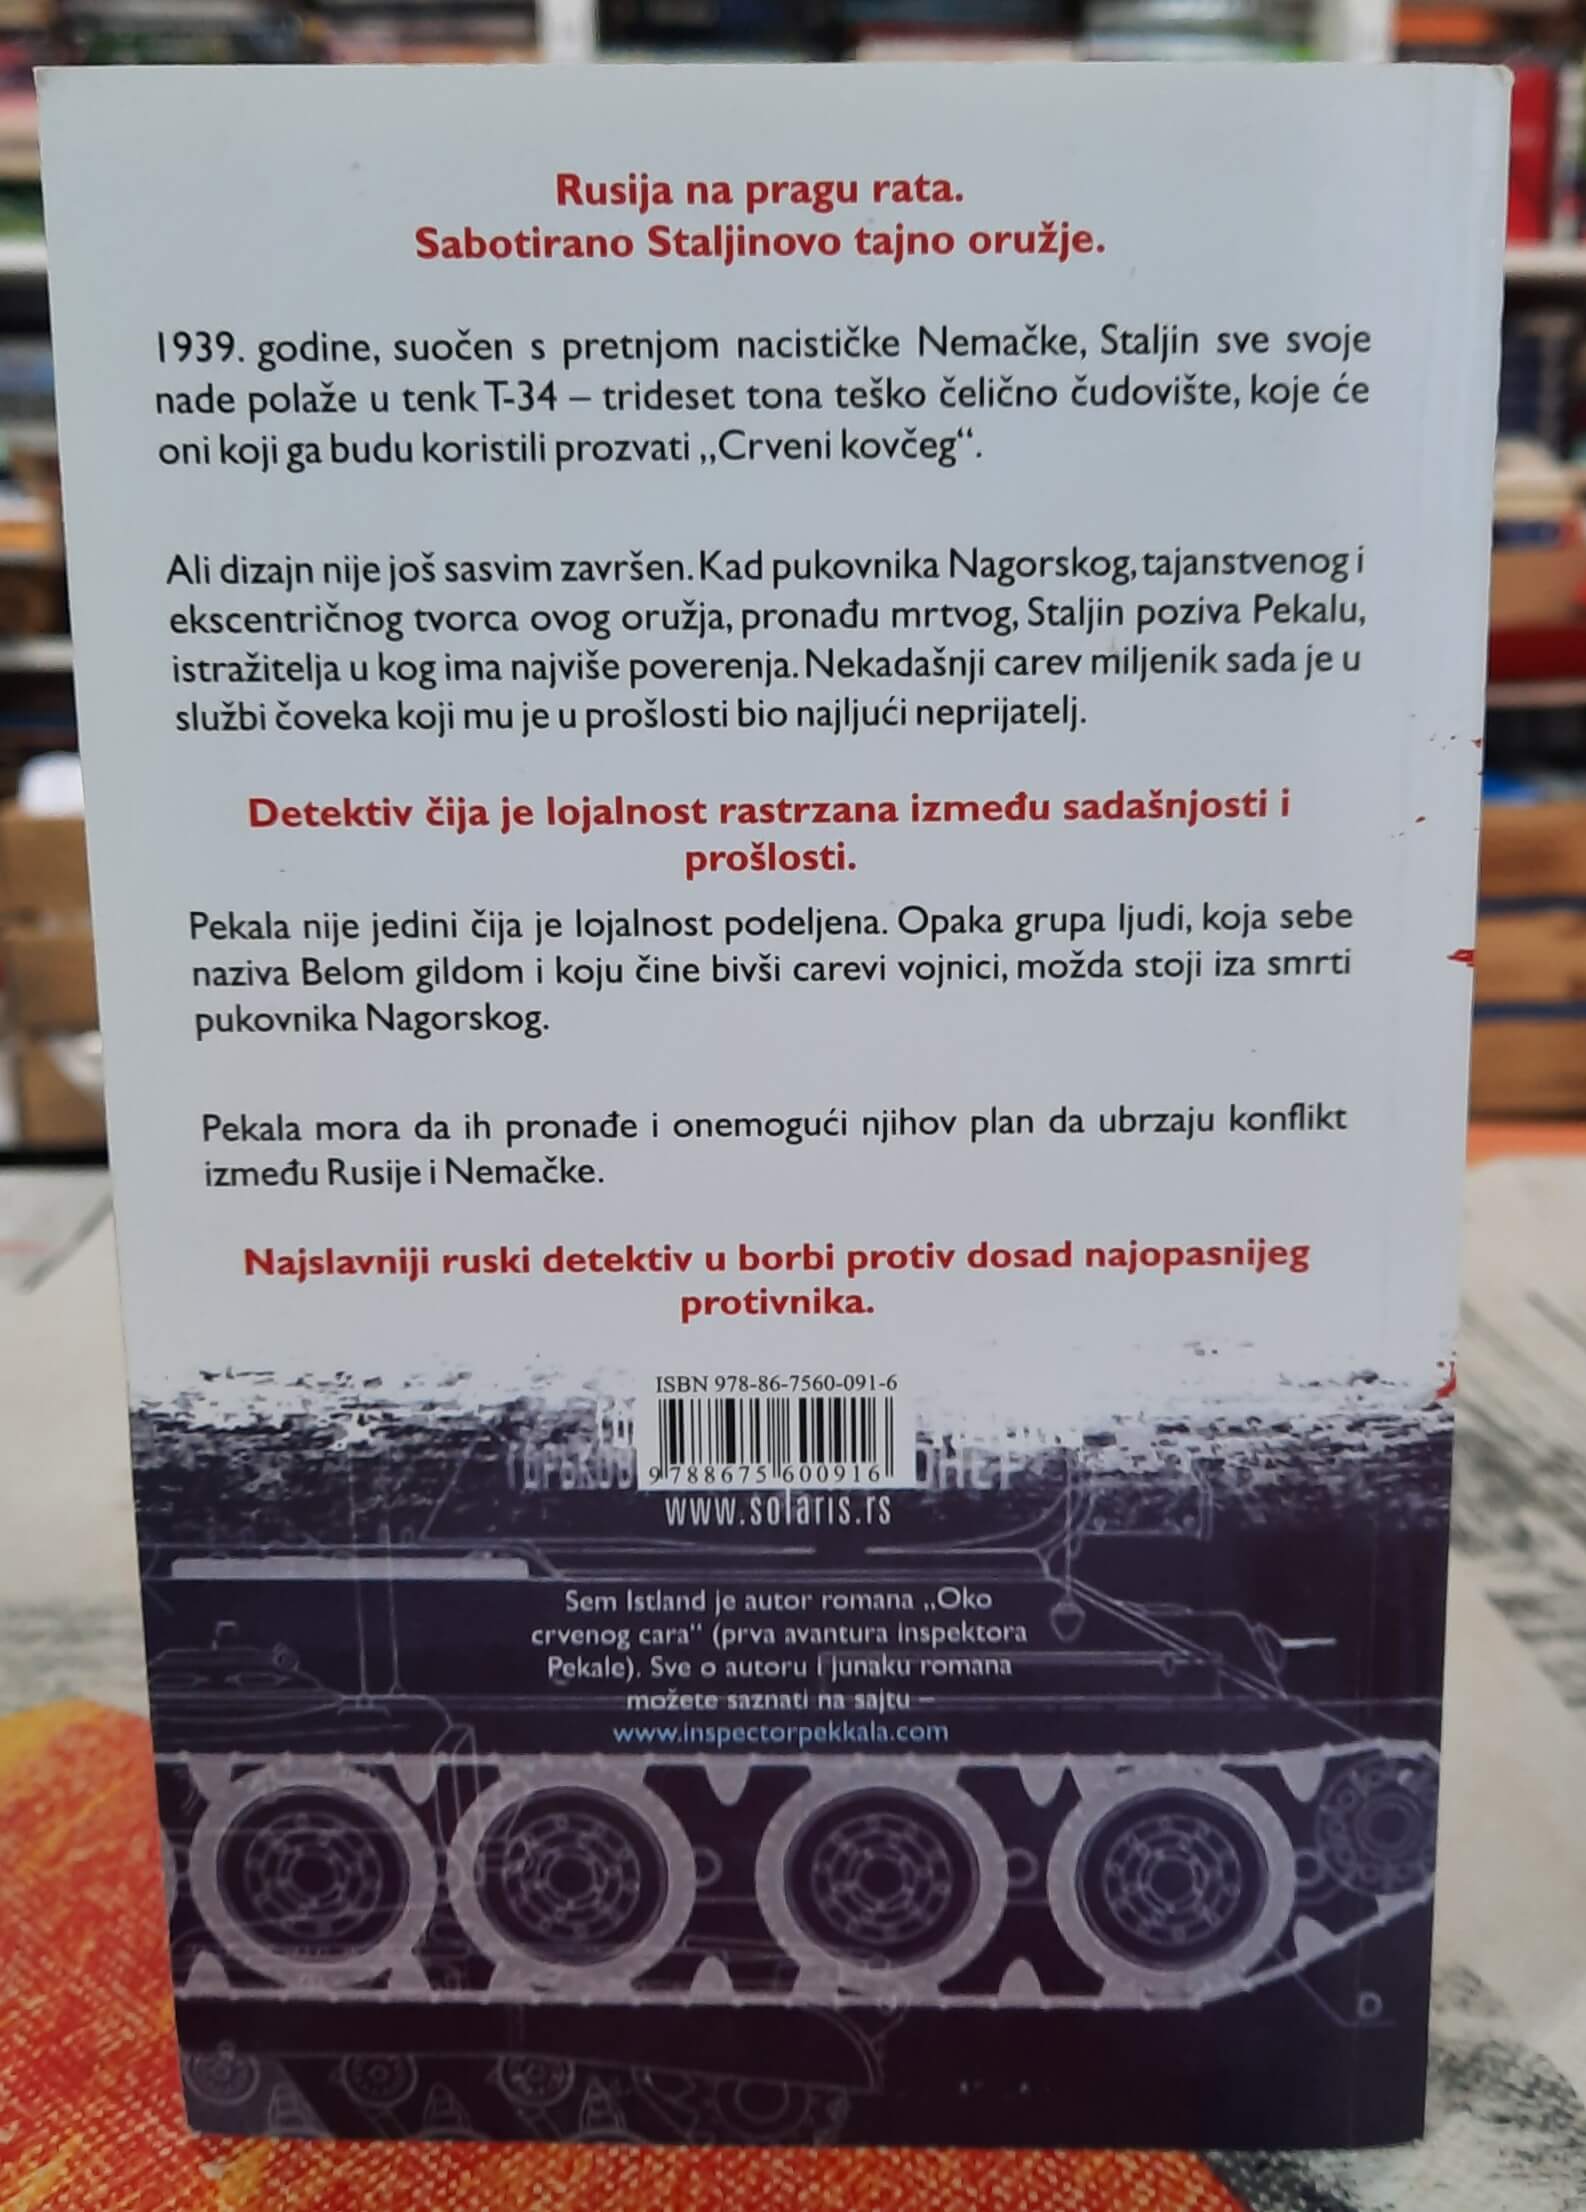 Rusija na pragu rata.
Sabotirano Staljinovo tajno oružje.
1939. godine, suočen s pretnjom nacističke Nemačke, Staljin sve svoje
nade polaže u tenk T-34 – trideset tona teško čelično čudovište, koje će
oni koji ga budu koristili prozvati „Crveni kovčeg“.
Ali dizajn nije još sasvim završen. Kad pukovnika Nagorskog, tajanstvenog i
ekscentričnog tvorca ovog oružja, pronađu mrtvog, Staljin poziva Pekalu,
istražitelja u kog ima najviše poverenja. Nekadašnji carev miljenik sada je u
službi čoveka koji mu je u prošlosti bio najljući neprijatelj.
Detektiv čija je lojalnost rastrzana između sadašnjosti i
prošlosti.
Pekala nije jedini čija je lojalnost podeljena. Opaka grupa ljudi, koja sebe
naziva Belom gildom i koju čine bivši carevi vojnici, možda stoji iza smrti
pukovnika Nagorskog.
Pekala mora da ih pronađe i onemogući njihov plan da ubrzaju konflikt
između Rusije i Nemačke.
Najslavniji ruski detektiv u borbi protiv dosad najopasnijeg
protivnika.
ISBN 978-86-7560-091-6
9 788675 600916
www.solaris.rs
Sem Istland je autor romana „Oko
crvenog cara“ (prva avantura inspektora
Pekale). Sve o autoru i junaku romana
možete saznati na sajtu –
www.inspectorpekkala.com
D